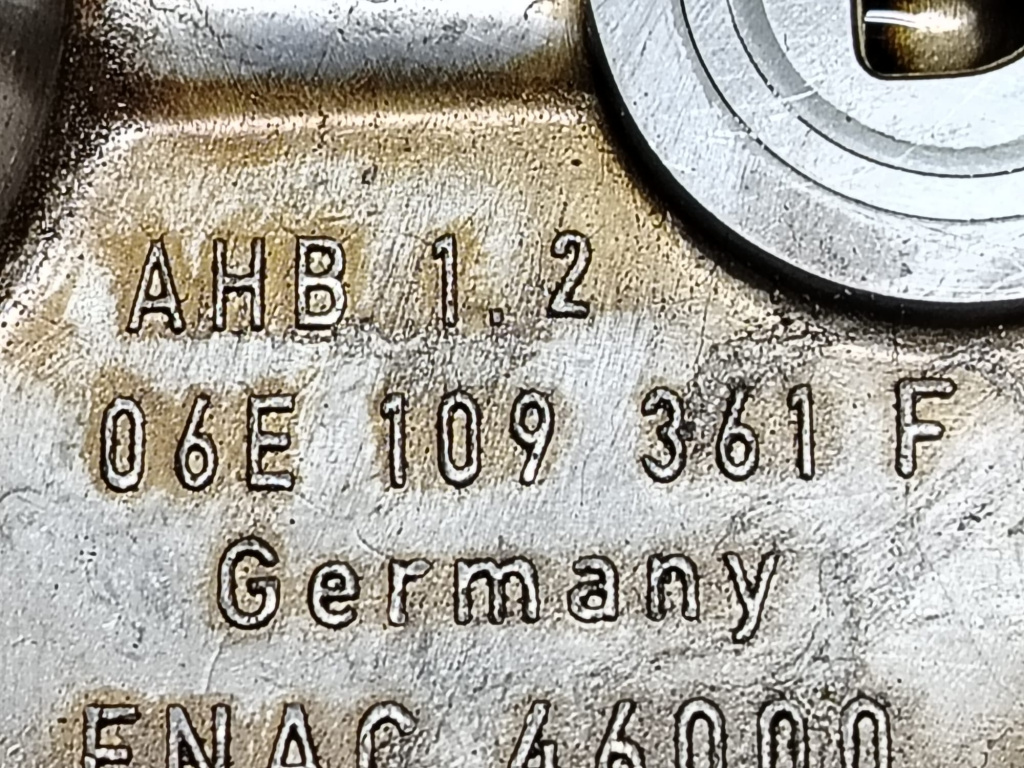 AHB 1.2
06E 109 361 F
Germany
ENAC 46000